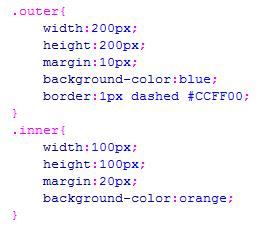 .outer{
    width:200px;
    height:200px;
    margin:10px;
    background-color:blue;
    border:1px dashed #CCFF00;
}
.inner{
    width:100px;
    height:100px;
    margin:20px;
    background-color:orange;
}